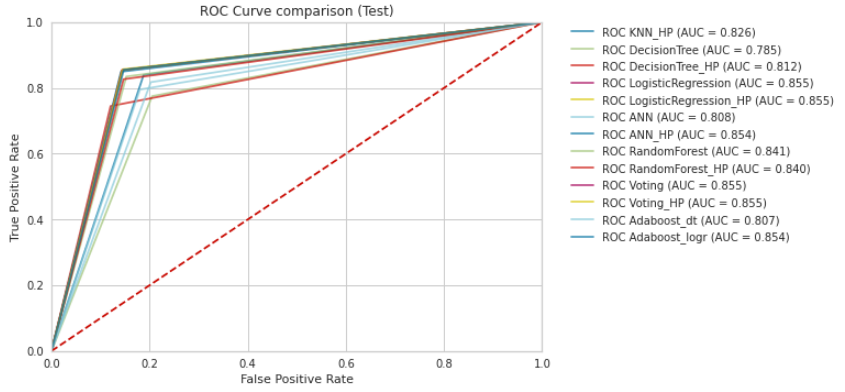 ROC Curve comparison (Test)
1.0
0.8
0.6
0.4
0.2
0.0
True Positive Rate
0.0
0.2
0.4
0.6
0.8
1.0
False Positive Rate
ROC KNN_HP (AUC = 0.826)
ROC DecisionTree (AUC = 0.785)
ROC DecisionTree_HP (AUC = 0.812)
ROC LogisticRegression (AUC = 0.855)
ROC LogisticRegression_HP (AUC = 0.855)
ROC ANN (AUC = 0.808)
ROC ANN_HP (AUC = 0.854)
ROC RandomForest (AUC = 0.841)
ROC RandomForest_HP (AUC = 0.840)
ROC Voting (AUC = 0.855)
ROC Voting_HP (AUC = 0.855)
ROC Adaboost_dt (AUC = 0.807)
ROC Adaboost_logr (AUC = 0.854)